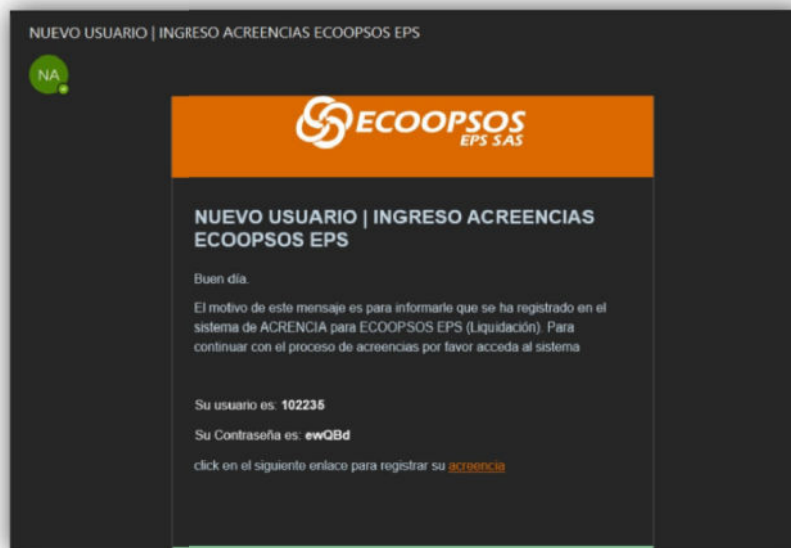 NUEVO USUARIO | INGRESO ACREENCIAS ECOOPSOS EPS
NA
ECOOPSOS
EPS SAS
NUEVO USUARIO | INGRESO ACREENCIAS
ECOOPSOS EPS
Buen día.
El motivo de este mensaje es para informarle que se ha registrado en el
sistema de ACRENCIA para ECOOPSOS EPS (Liquidación). Para
continuar con el proceso de acreencias por favor acceda al sistema
Su usuario es: 102235
Su Contraseña es: ewQBd
click en el siguiente enlace para registrar su acreencia